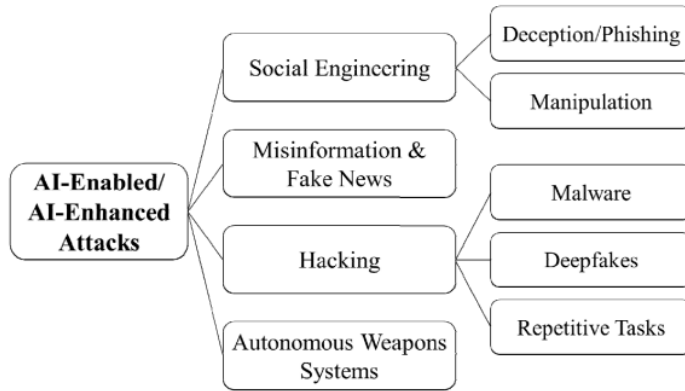 AI-Enabled/
AI-Enhanced
Attacks
Social Engineering
Deception/Phishing
Manipulation
Misinformation &
Fake News
Hacking
Malware
Deepfakes
Repetitive Tasks
Autonomous Weapons
Systems